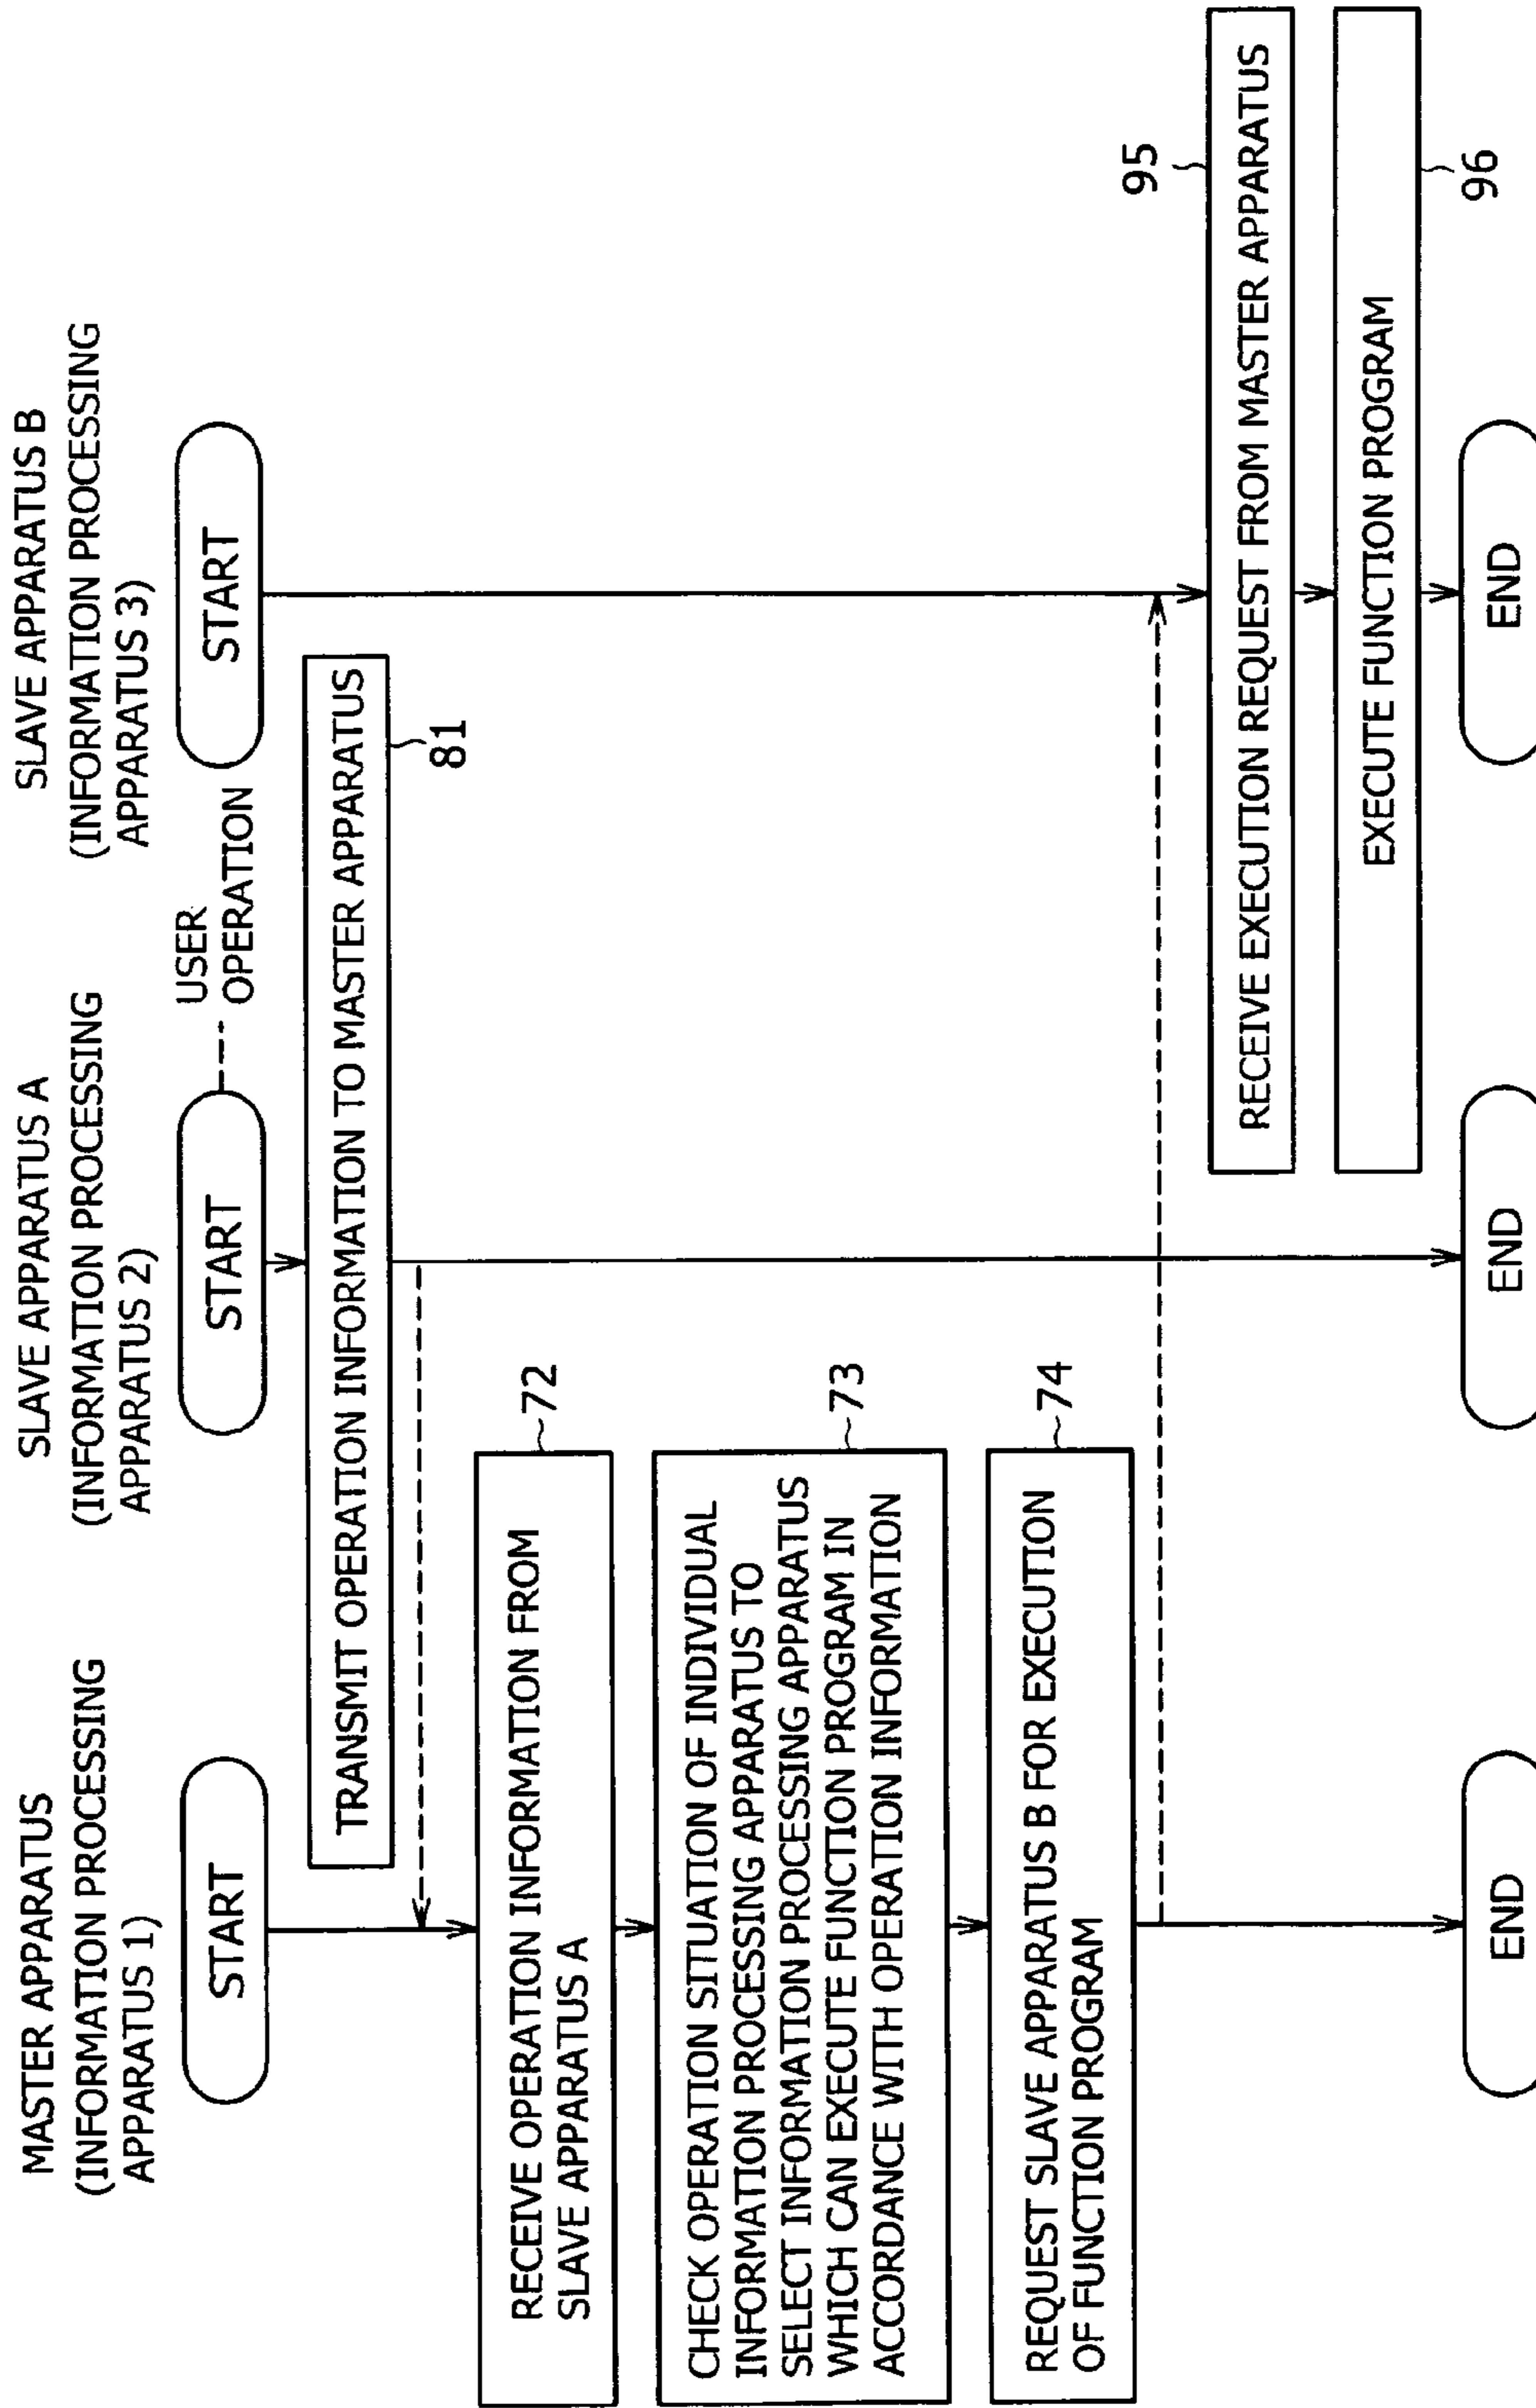 MASTER APPARATUS
(INFORMATION PROCESSING
APPARATUS 1)
SLAVE APPARATUS A
(INFORMATION PROCESSING
APPARATUS 2)
SLAVE APPARATUS B
(INFORMATION PROCESSING
APPARATUS 3)
START
START
USER
OPERATION
START
TRANSMIT OPERATION INFORMATION TO MASTER APPARATUS
81
RECEIVE OPERATION INFORMATION FROM
SLAVE APPARATUS A
72
CHECK OPERATION SITUATION OF INDIVIDUAL
INFORMATION PROCESSING APPARATUS TO
SELECT INFORMATION PROCESSING APPARATUS
WHICH CAN EXECUTE FUNCTION PROGRAM IN
ACCORDANCE WITH OPERATION INFORMATION
73
REQUEST SLAVE APPARATUS B FOR EXECUTION
OF FUNCTION PROGRAM
74
95
RECEIVE EXECUTION REQUEST FROM MASTER APPARATUS
EXECUTE FUNCTION PROGRAM
96
END
END
END